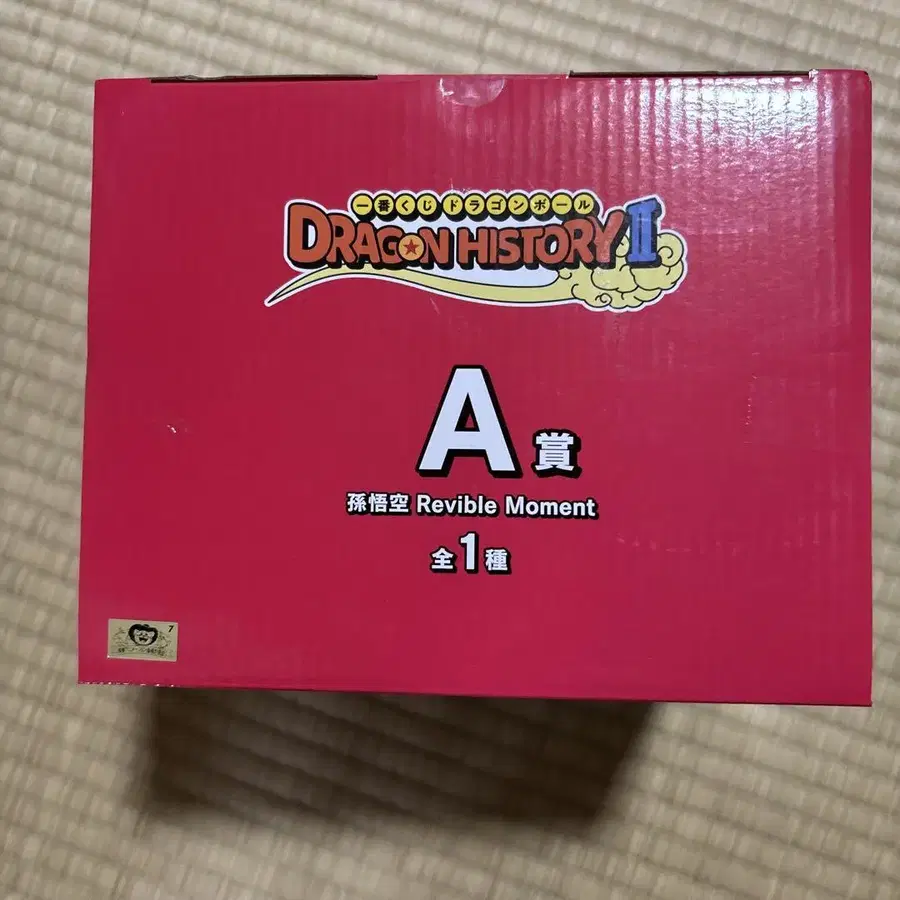 一番くじ ドラゴンボール
DRAGON HISTORY II
A賞
孫悟空 Revible Moment
全1種
7